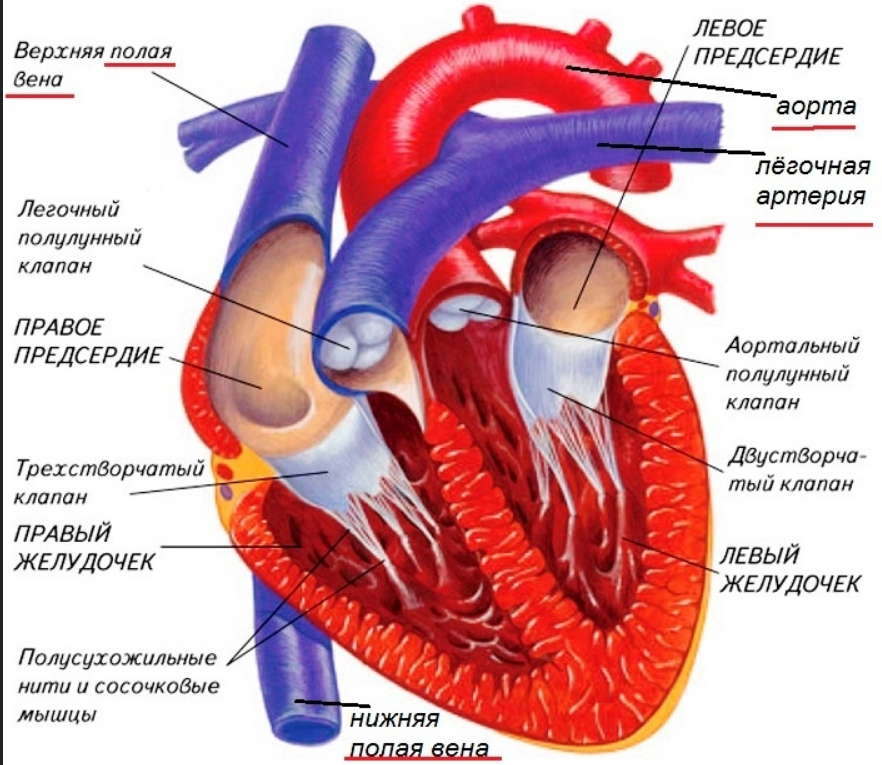 Верхняя полая
вена
Легочный
полулунный
клапан
ПРАВОЕ
ПРЕДСЕРДИЕ
Трехстворчатый
клапан
ПРАВЫЙ
ЖЕЛУДОЧЕК
Полусухожильные
нити и сосочковые
мышцы
ЛЕВОЕ
ПРЕДСЕРДИЕ
аорта
лёгочная
артерия
Аортальный
полулунный
клапан
Двустворча-
тый клапан
ЛЕВЫЙ
ЖЕЛУДОЧЕК
нижняя
полая вена